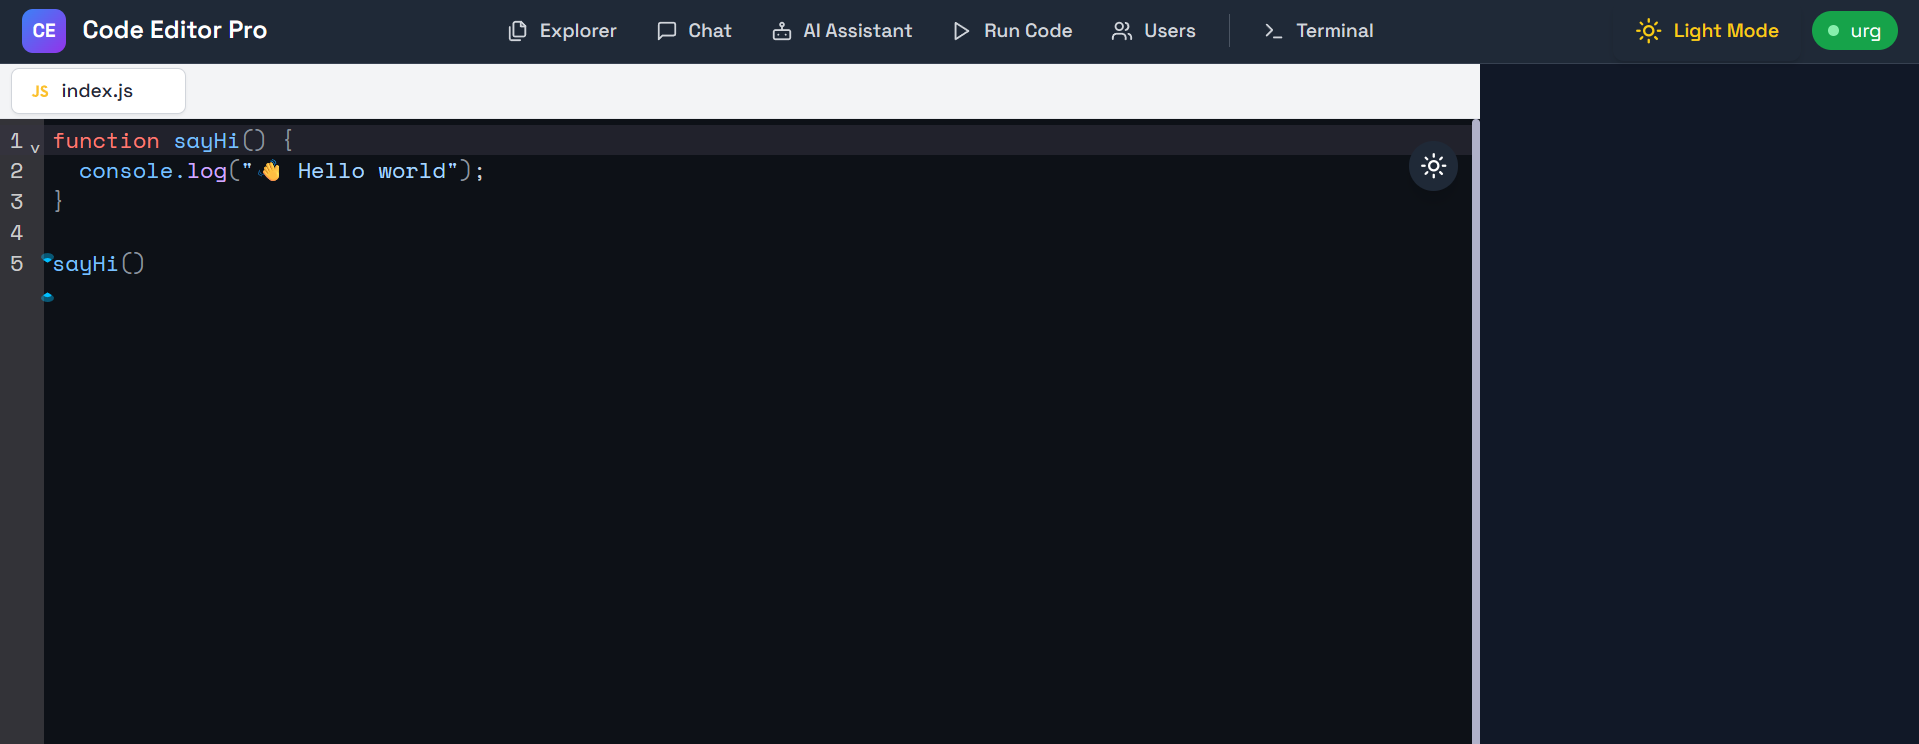 CE Code Editor Pro Explorer Chat AI Assistant Run Code Users Terminal Light Mode urg
JS index.js
1 function sayHi() {
2   console.log("👋 Hello world");
3 }
4
5 sayHi()